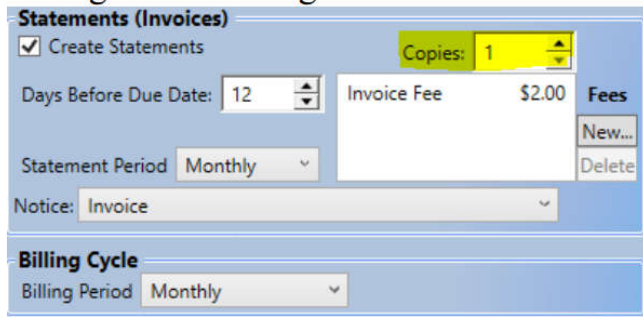 Statements (Invoices)
Create Statements
Copies: 1
Days Before Due Date: 12
Invoice Fee $2.00
Fees
New...
Delete
Statement Period Monthly
Notice: Invoice
Billing Cycle
Billing Period Monthly